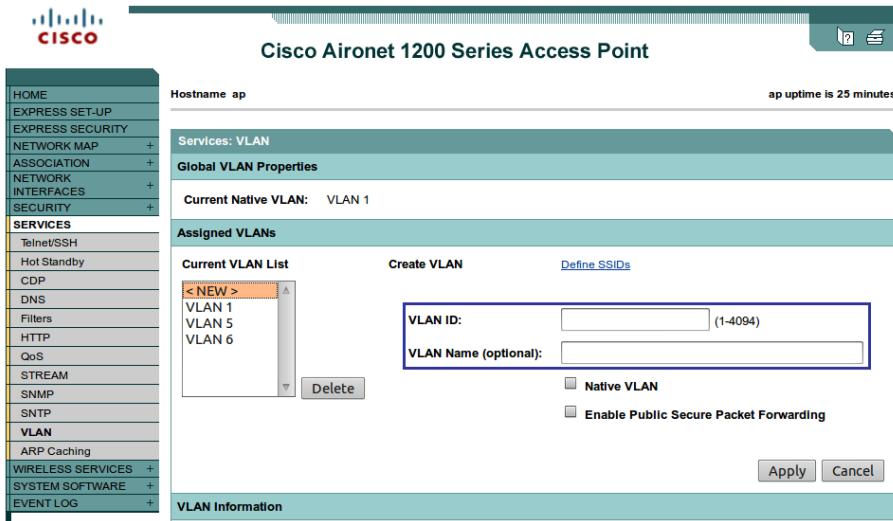 CISCO
Cisco Aironet 1200 Series Access Point
Hostname ap
ap uptime is 25 minutes
HOME
EXPRESS SET-UP
EXPRESS SECURITY
NETWORK MAP +
ASSOCIATION +
NETWORK
INTERFACES +
SECURITY +
SERVICES
Telnet/SSH
Hot Standby
CDP
DNS
Filters
HTTP
QoS
STREAM
SNMP
SNTP
VLAN
ARP Caching
WIRELESS SERVICES +
SYSTEM SOFTWARE +
EVENT LOG +
Services: VLAN
Global VLAN Properties
Current Native VLAN: VLAN 1
Assigned VLANs
Current VLAN List
< NEW >
VLAN 1
VLAN 5
VLAN 6
Delete
Create VLAN
Define SSIDs
VLAN ID: (1-4094)
VLAN Name (optional):
Native VLAN
Enable Public Secure Packet Forwarding
Apply Cancel
VLAN Information